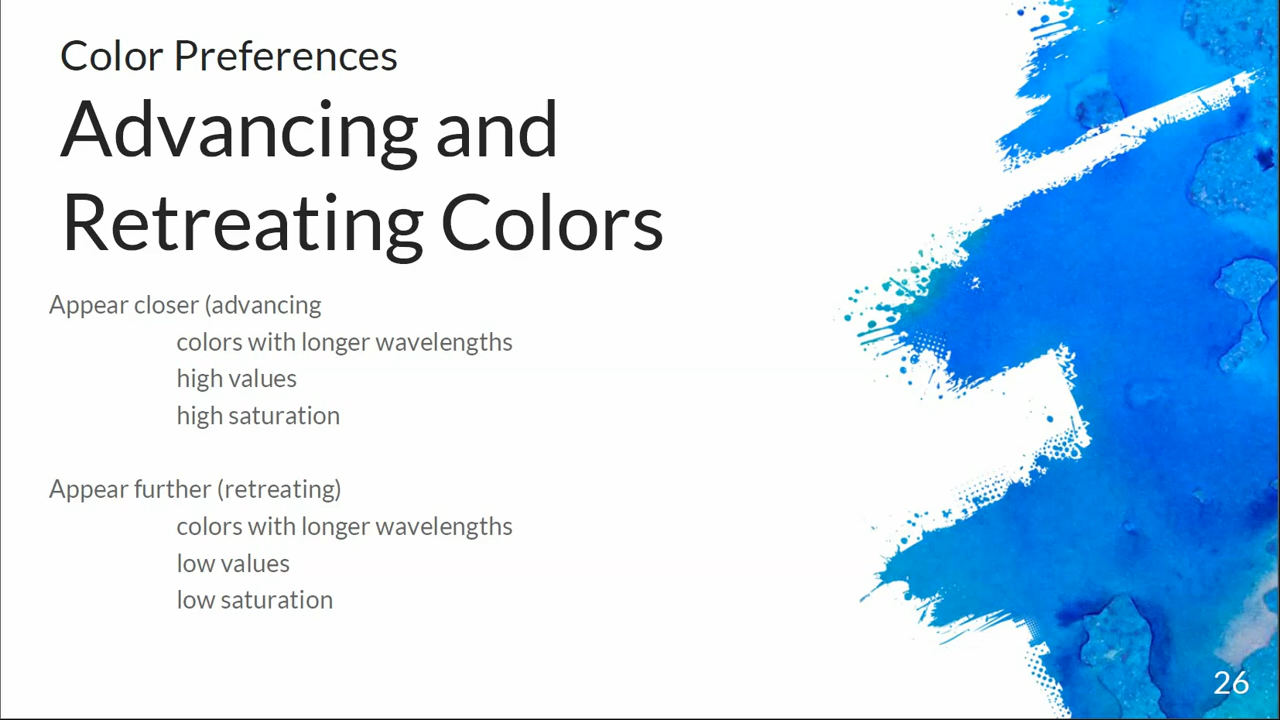 Color Preferences
Advancing and
Retreating Colors
Appear closer (advancing
colors with longer wavelengths
high values
high saturation
Appear further (retreating)
colors with longer wavelengths
low values
low saturation
26